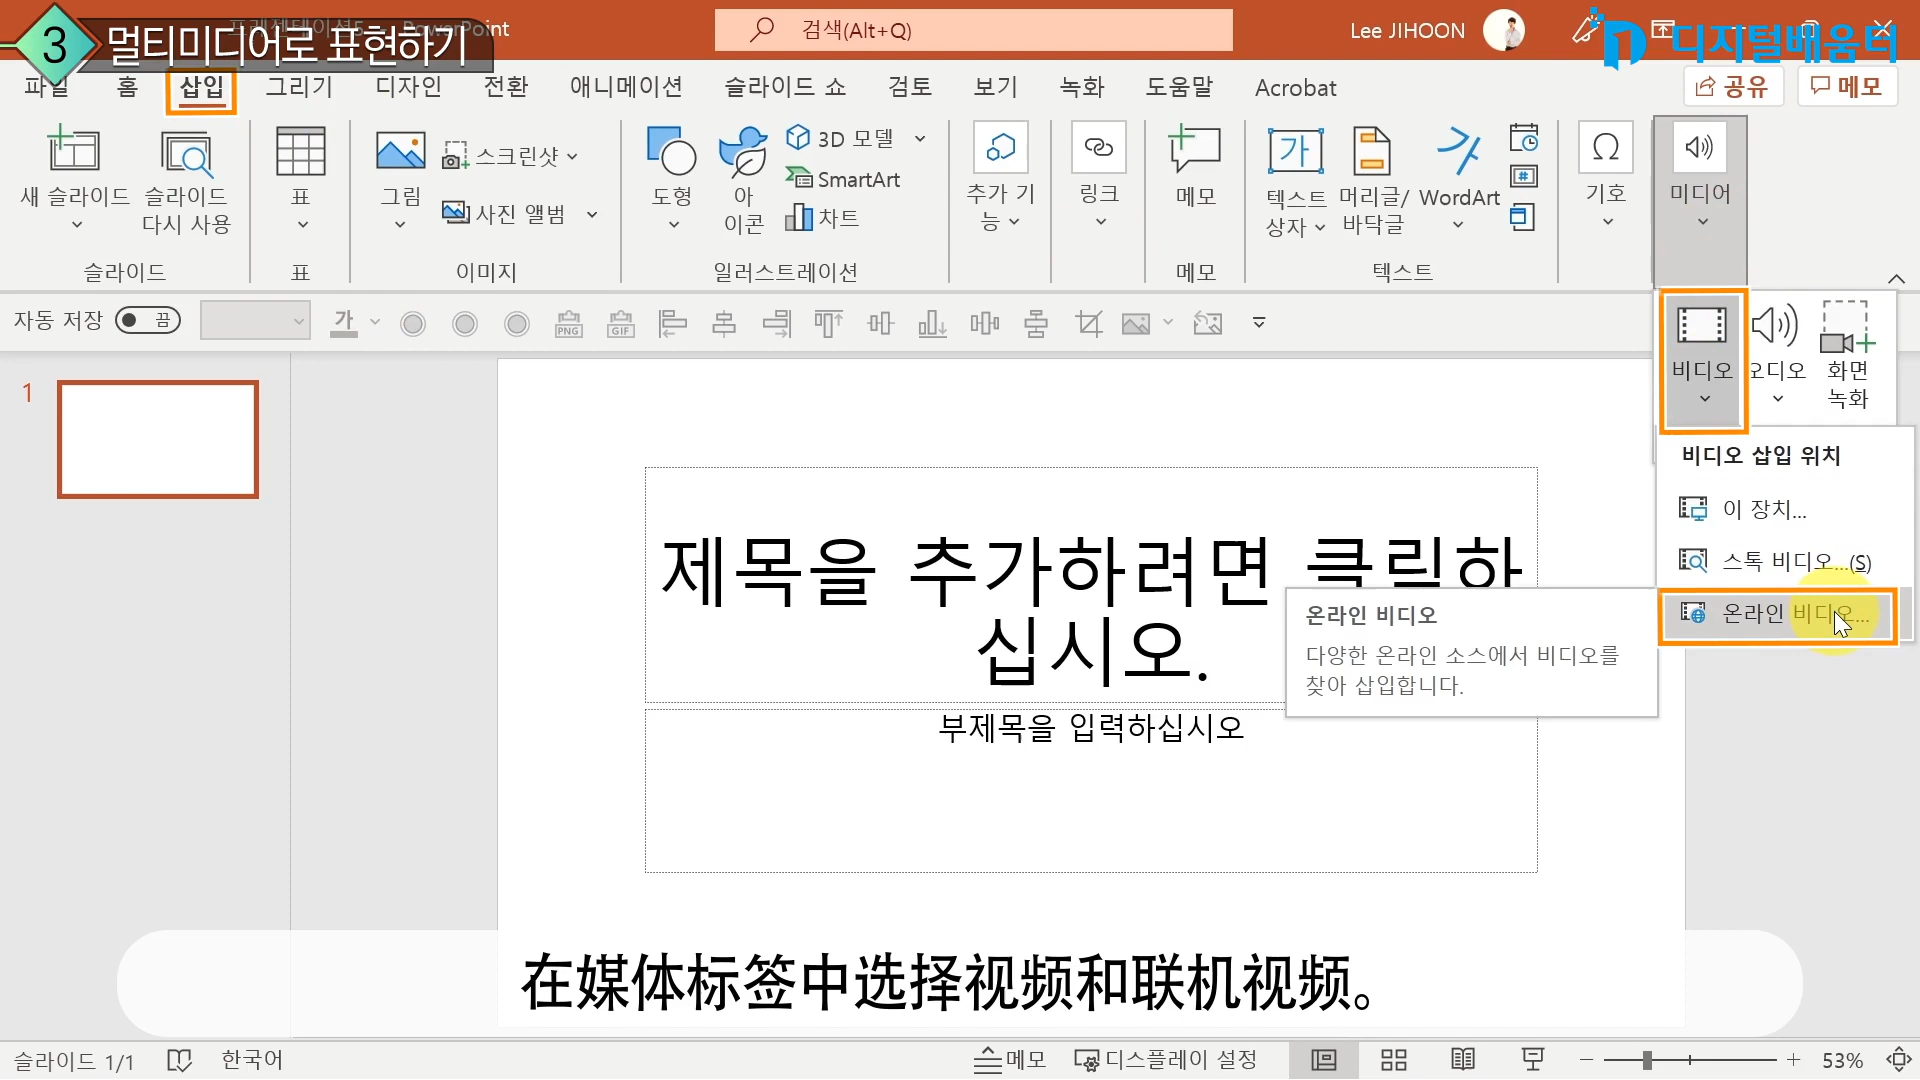 3 멀티미디어로 표현하기
PowerPoint
검색(Alt+Q)
Lee JIHOON
디지털배움터
파일 홈 삽입 그리기 디자인 전환 애니메이션 슬라이드 쇼 검토 보기 녹화 도움말 Acrobat
공유 메모
새 슬라이드
슬라이드
다시 사용
슬라이드
표
표
그림
스크린샷
사진 앨범
이미지
도형
아
이콘
3D 모델
SmartArt
차트
일러스트레이션
추가 기
능
링크
메모
메모
가
텍스트
상자
머리글/
바닥글
WordArt
텍스트
Ω
기호
미디어
자동 저장 끔
가
PNG
GIF
비디오
오디오
화면
녹화
비디오 삽입 위치
이 장치...
스톡 비디오...(S)
온라인 비디오...
온라인 비디오
다양한 온라인 소스에서 비디오를
찾아 삽입합니다.
1
제목을 추가하려면 클릭하
십시오.
부제목을 입력하십시오
在媒体标签中选择视频和联机视频。
슬라이드 1/1 한국어 메모 디스플레이 설정 53%